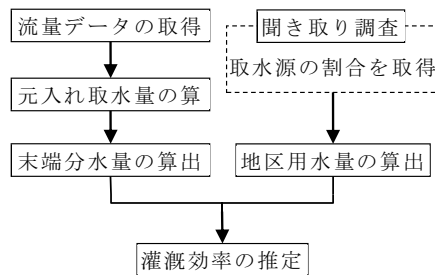 流量データの取得
聞き取り調査
取水源の割合を取得
元入れ取水量の算
末端分水量の算出
地区用水量の算出
灌漑効率の推定